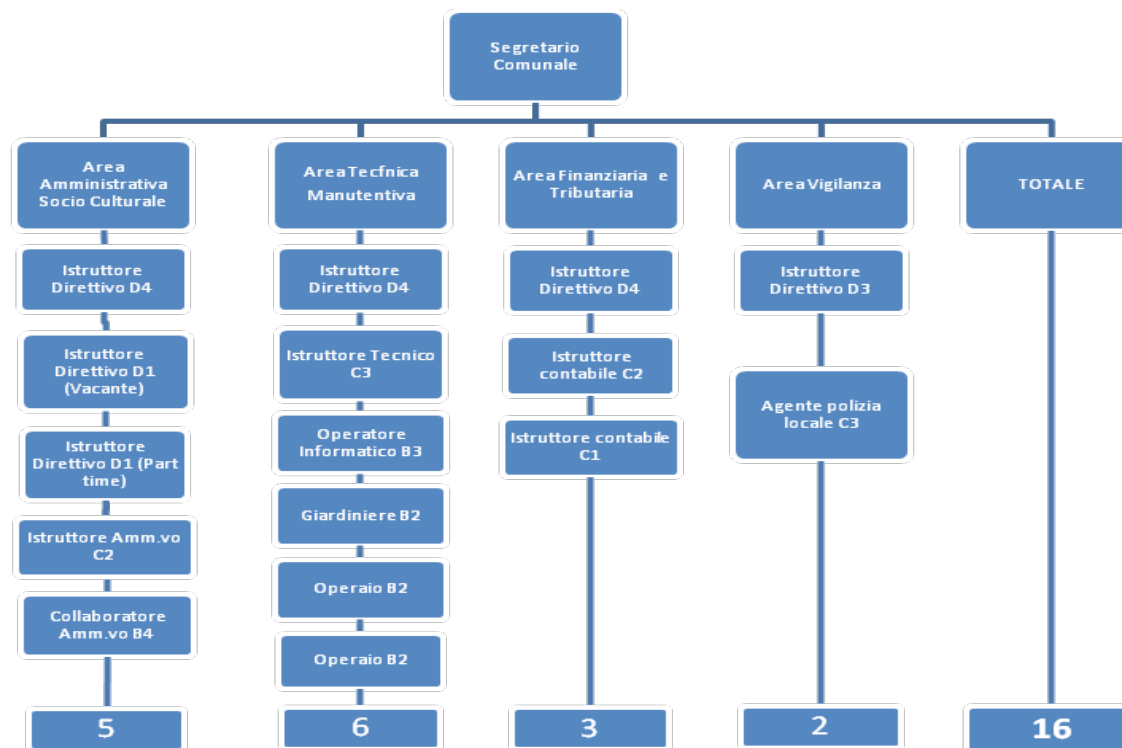 Segretario
Comunale
Area
Amministrativa
Socio Culturale
Istruttore
Direttivo D4
Istruttore
Direttivo D1
(Vacante)
Istruttore
Direttivo D1 (Part
time)
Istruttore Amm.vo
C2
Collaboratore
Amm.vo B4
5
Area Tecfnica
Manutentiva
Istruttore
Direttivo D4
Istruttore Tecnico
C3
Operatore
Informatico B3
Giardiniere B2
Operaio B2
Operaio B2
6
Area Finanziaria e
Tributaria
Istruttore
Direttivo D4
Istruttore
contabile C2
Istruttore contabile
C1
3
Area Vigilanza
Istruttore
Direttivo D3
Agente polizia
locale C3
2
TOTALE
16